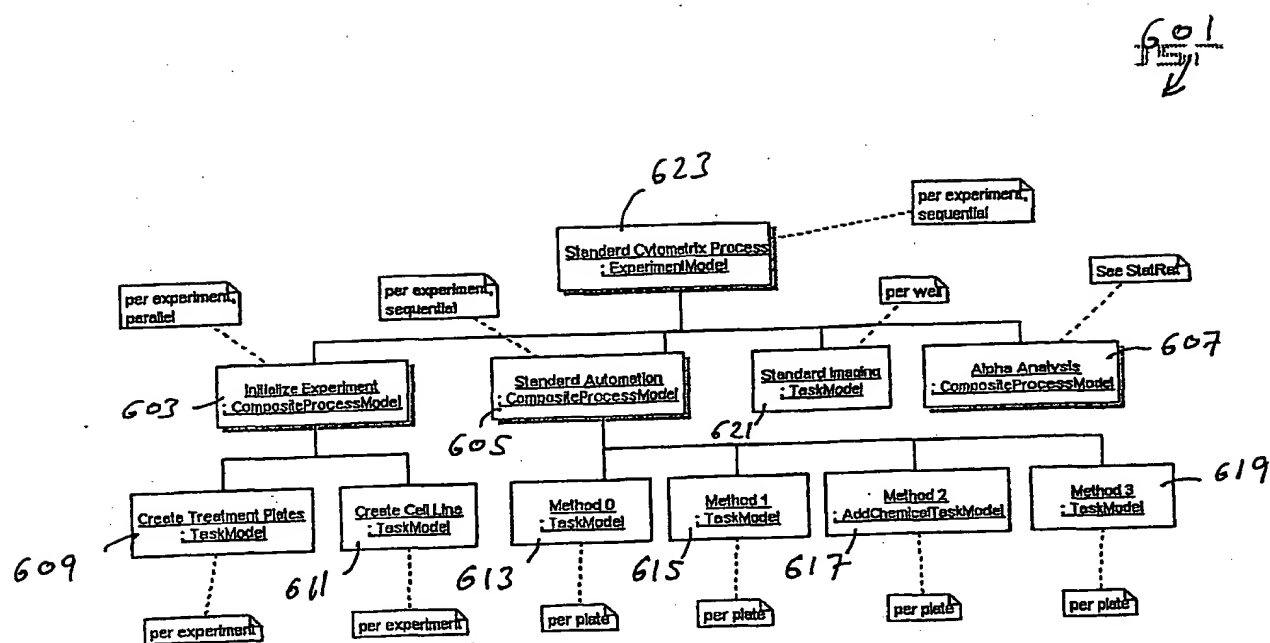 601
623
per experiment,
sequential
Standard Cytometrix Process
: ExperimentModel
See StatRef
per experiment,
parallel
per experiment,
sequential
per well
607
Initialize Experiment
: CompositeProcessModel
603
Standard Automation
: CompositeProcessModel
605
Standard Imaging
: TaskModel
621
Alpha Analysis
: CompositeProcessModel
Create Treatment Plates
: TaskModel
609
Create Cell Line
: TaskModel
611
Method 0
: TaskModel
613
Method 1
: TaskModel
615
Method 2
: AddChemicalTaskModel
617
Method 3
: TaskModel
619
per experiment
per experiment
per plate
per plate
per plate
per plate